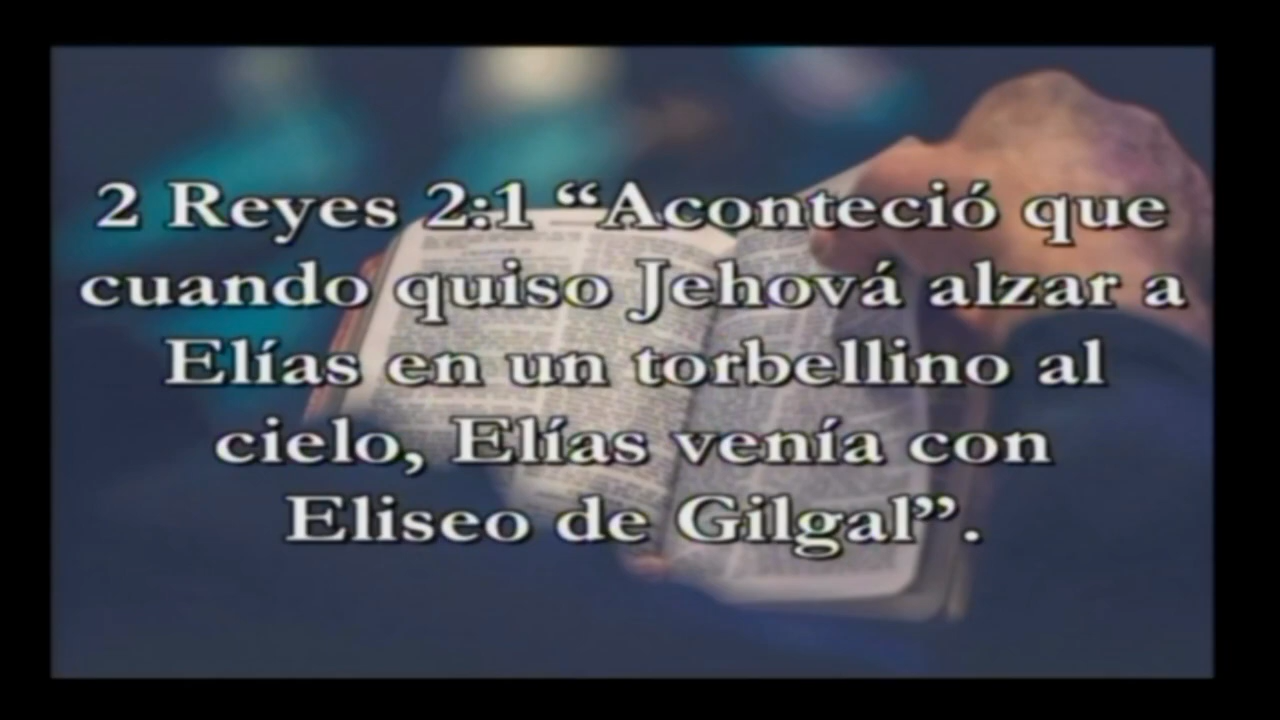 2 Reyes 2:1 “Aconteció que
cuando quiso Jehová alzar a
Elías en un torbellino al
cielo, Elías venía con
Eliseo de Gilgal”.